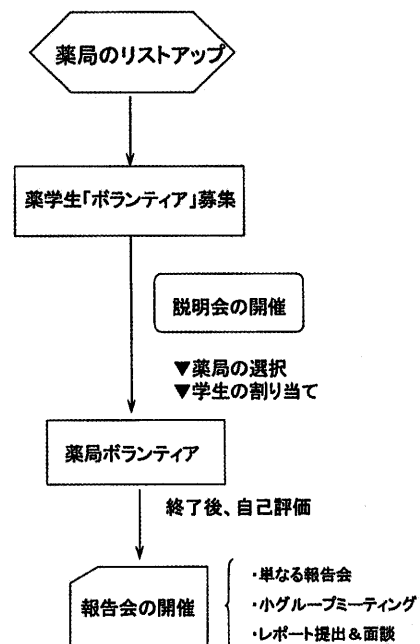 薬局のリストアップ
薬学生「ボランティア」募集
説明会の開催
▼薬局の選択
▼学生の割り当て
薬局ボランティア
終了後、自己評価
報告会の開催
・単なる報告会
・小グループミーティング
・レポート提出＆面談